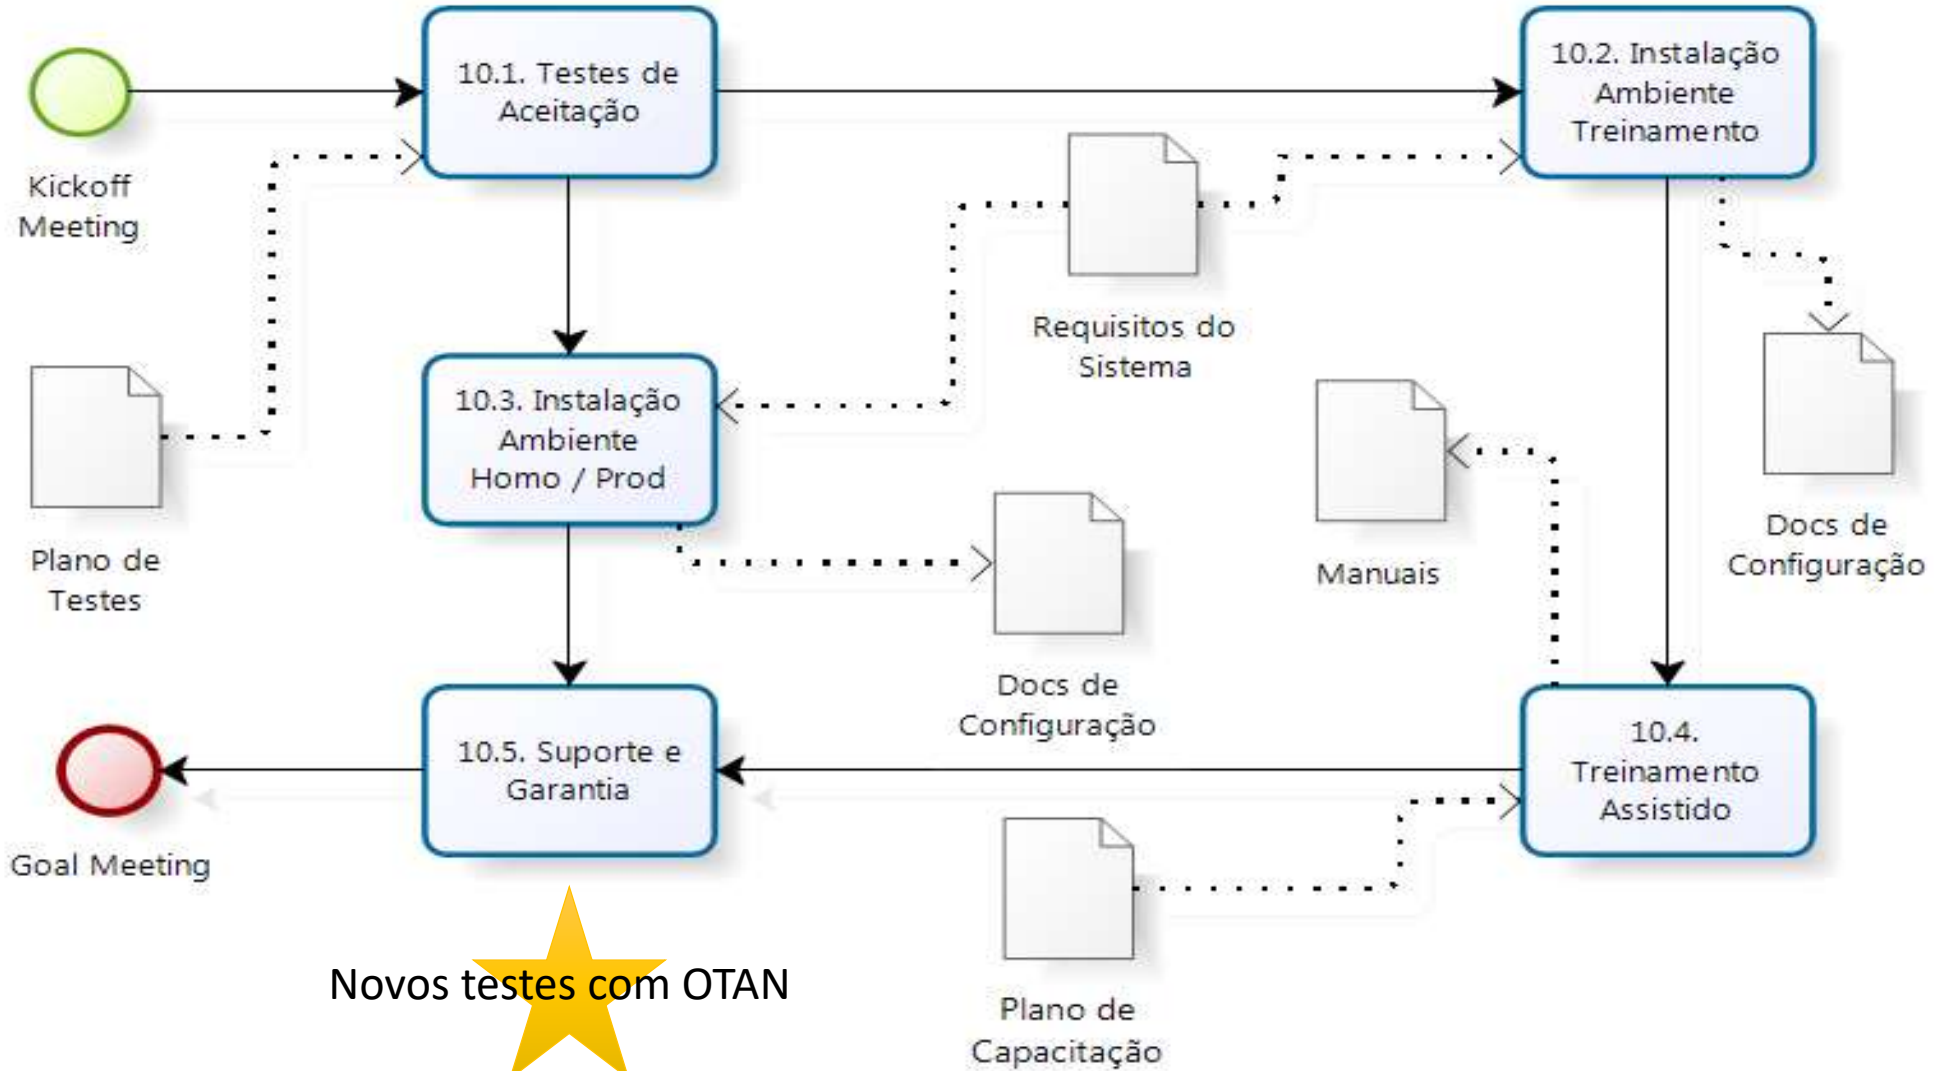 10.1. Testes de
Aceitação
10.2. Instalação
Ambiente
Treinamento
Kickoff
Meeting
Requisitos do
Sistema
10.3. Instalação
Ambiente
Homo / Prod
Plano de
Testes
Manuais
Docs de
Configuração
Docs de
Configuração
10.5. Suporte e
Garantia
10.4.
Treinamento
Assistido
Goal Meeting
Novos testes com OTAN
Plano de
Capacitação